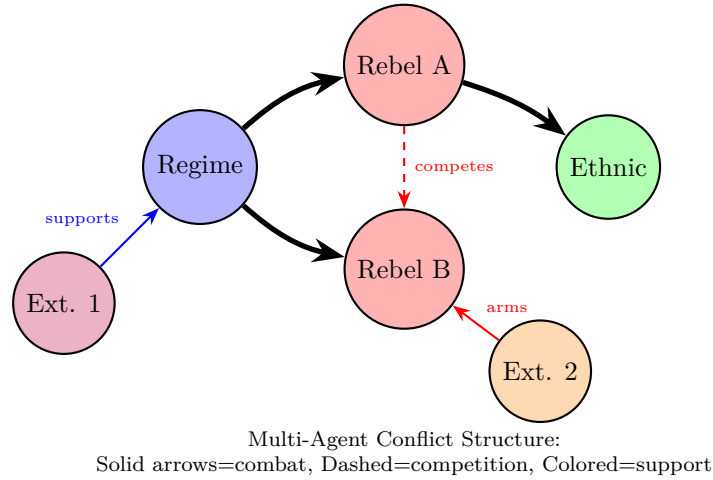 Rebel A
Regime
competes
Ethnic
supports
Rebel B
Ext. 1
arms
Ext. 2
Multi-Agent Conflict Structure:
Solid arrows=combat, Dashed=competition, Colored=support